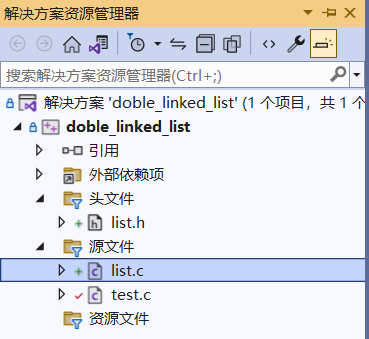 解决方案资源管理器
搜索解决方案资源管理器(Ctrl+;)
解决方案 'doble_linked_list' (1 个项目，共 1 个
doble_linked_list
引用
外部依赖项
头文件
list.h
源文件
list.c
test.c
资源文件